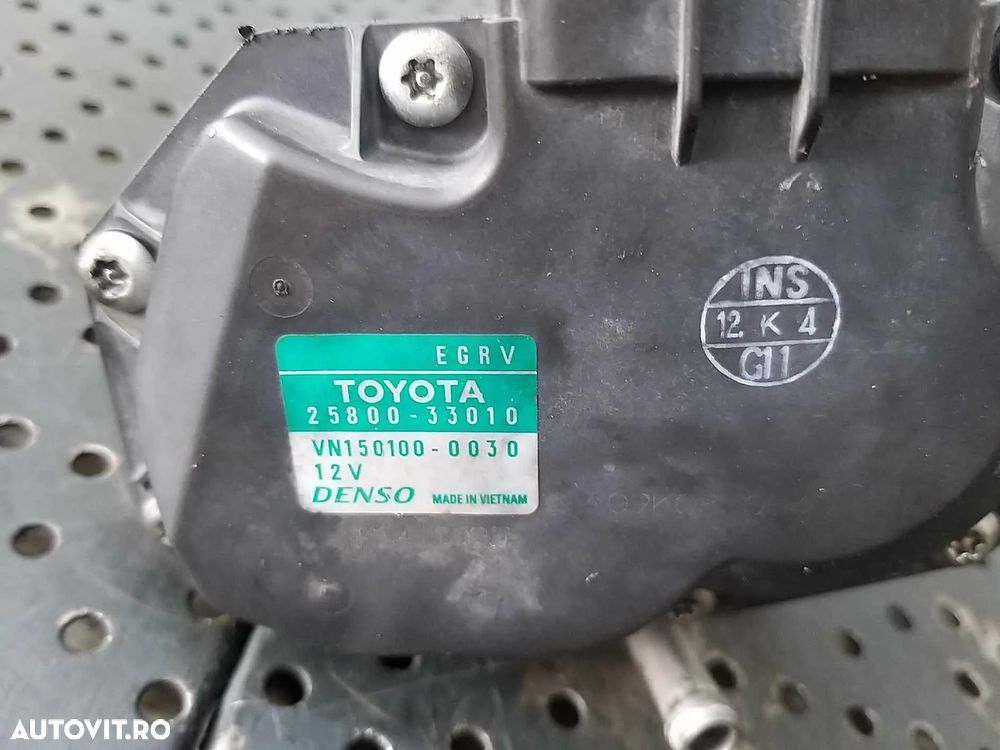 EGRV
TOYOTA
25800-33010
VN150100-0030
12V
DENSO MADE IN VIETNAM
INS
12. K 4
G11
AUTOVIT.RO